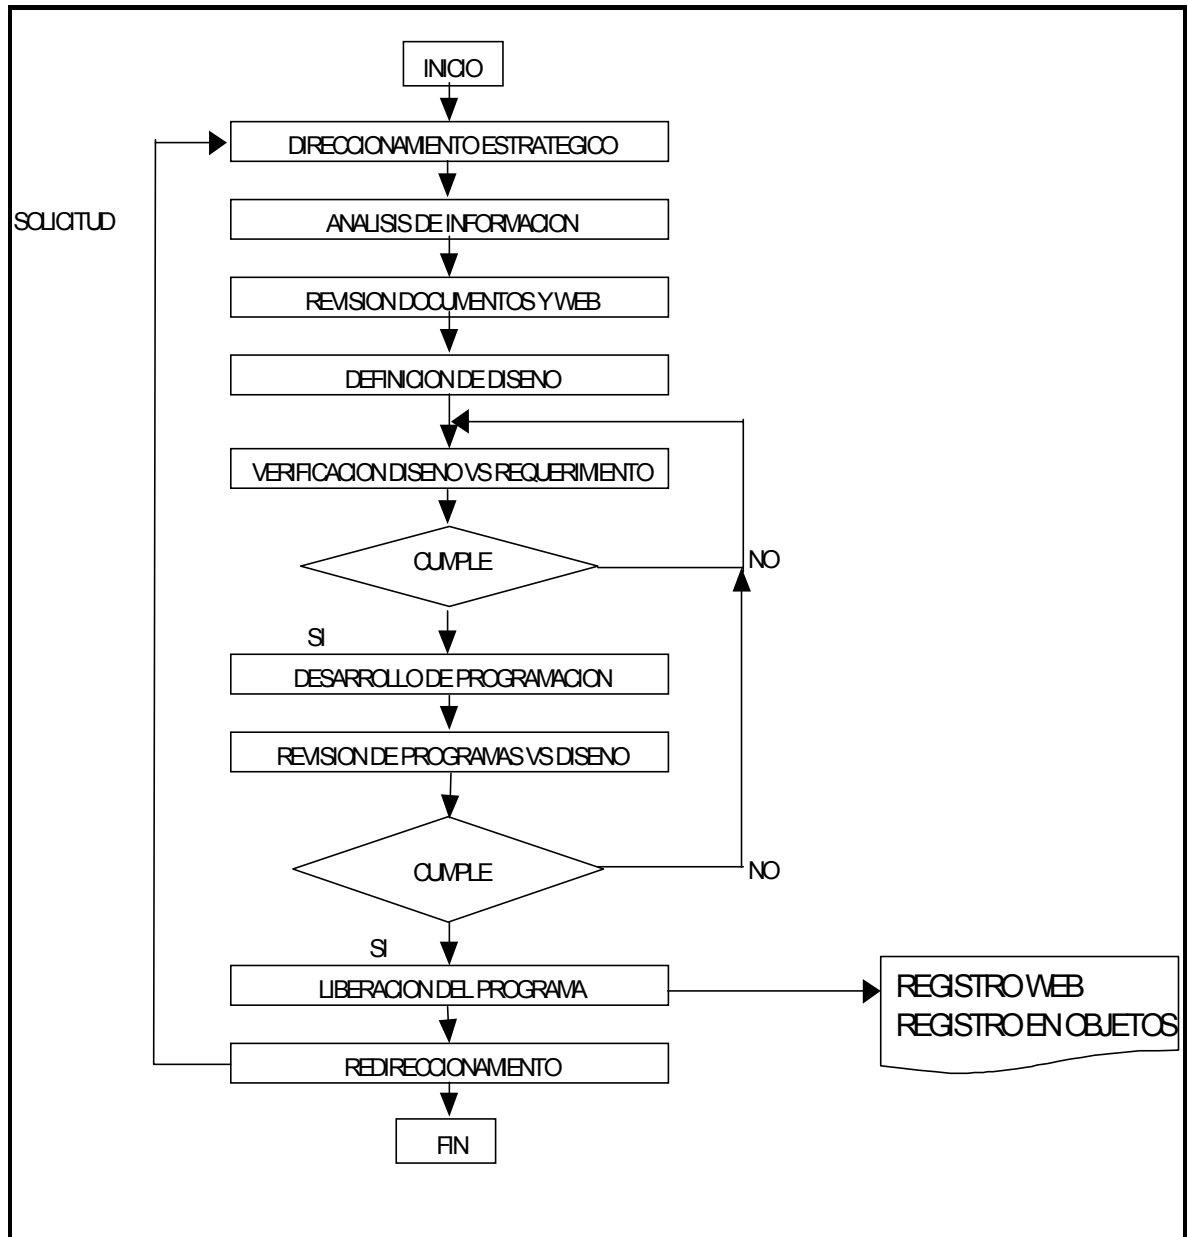 INICIO
DIRECCIONAMIENTO ESTRATEGICO
SOLICITUD
ANALISIS DE INFORMACION
REVISION DOCUMENTOS Y WEB
DEFINICION DE DISENO
VERIFICACION DISENO VS REQUERIMIENTO
CUMPLE
NO
SI
DESARROLLO DE PROGRAMACION
REVISION DE PROGRAMAS VS DISENO
CUMPLE
NO
SI
LIBERACION DEL PROGRAMA
REGISTRO WEB
REGISTRO EN OBJETOS
REDIRECCIONAMIENTO
FIN